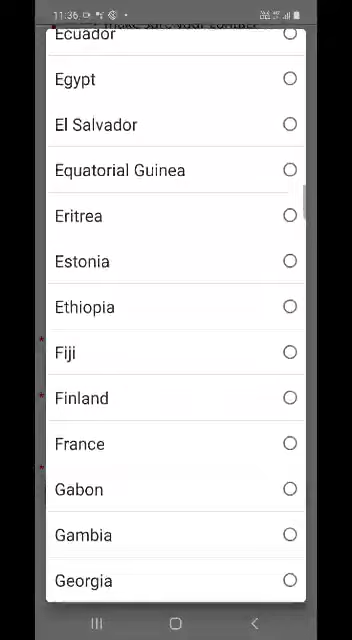 11:36
Ecuador
Egypt
El Salvador
Equatorial Guinea
Eritrea
Estonia
Ethiopia
*
Fiji
*
Finland
France
*
Gabon
Gambia
Georgia